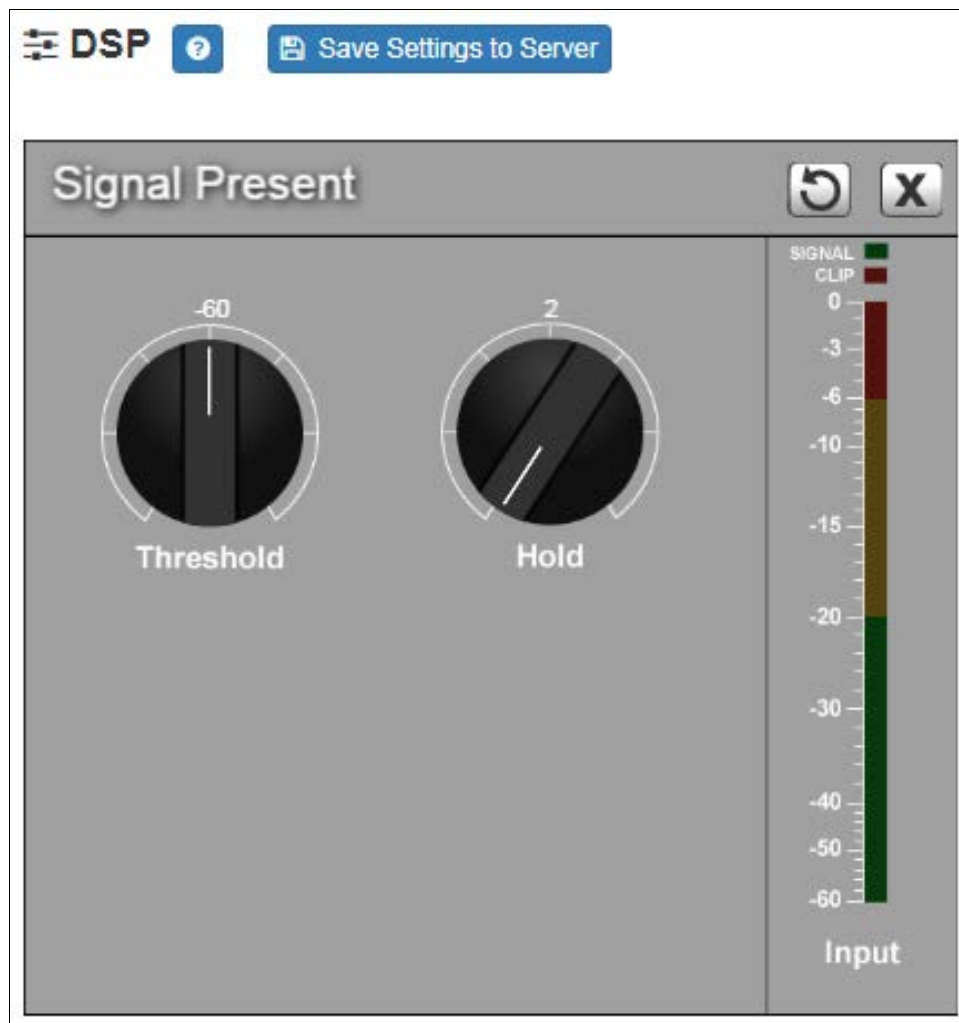 DSP ? Save Settings to Server
Signal Present X
SIGNAL
CLIP
-60 2
0
-3
-6
-10
-15
-20
-30
-40
-50
-60
Threshold Hold
Input